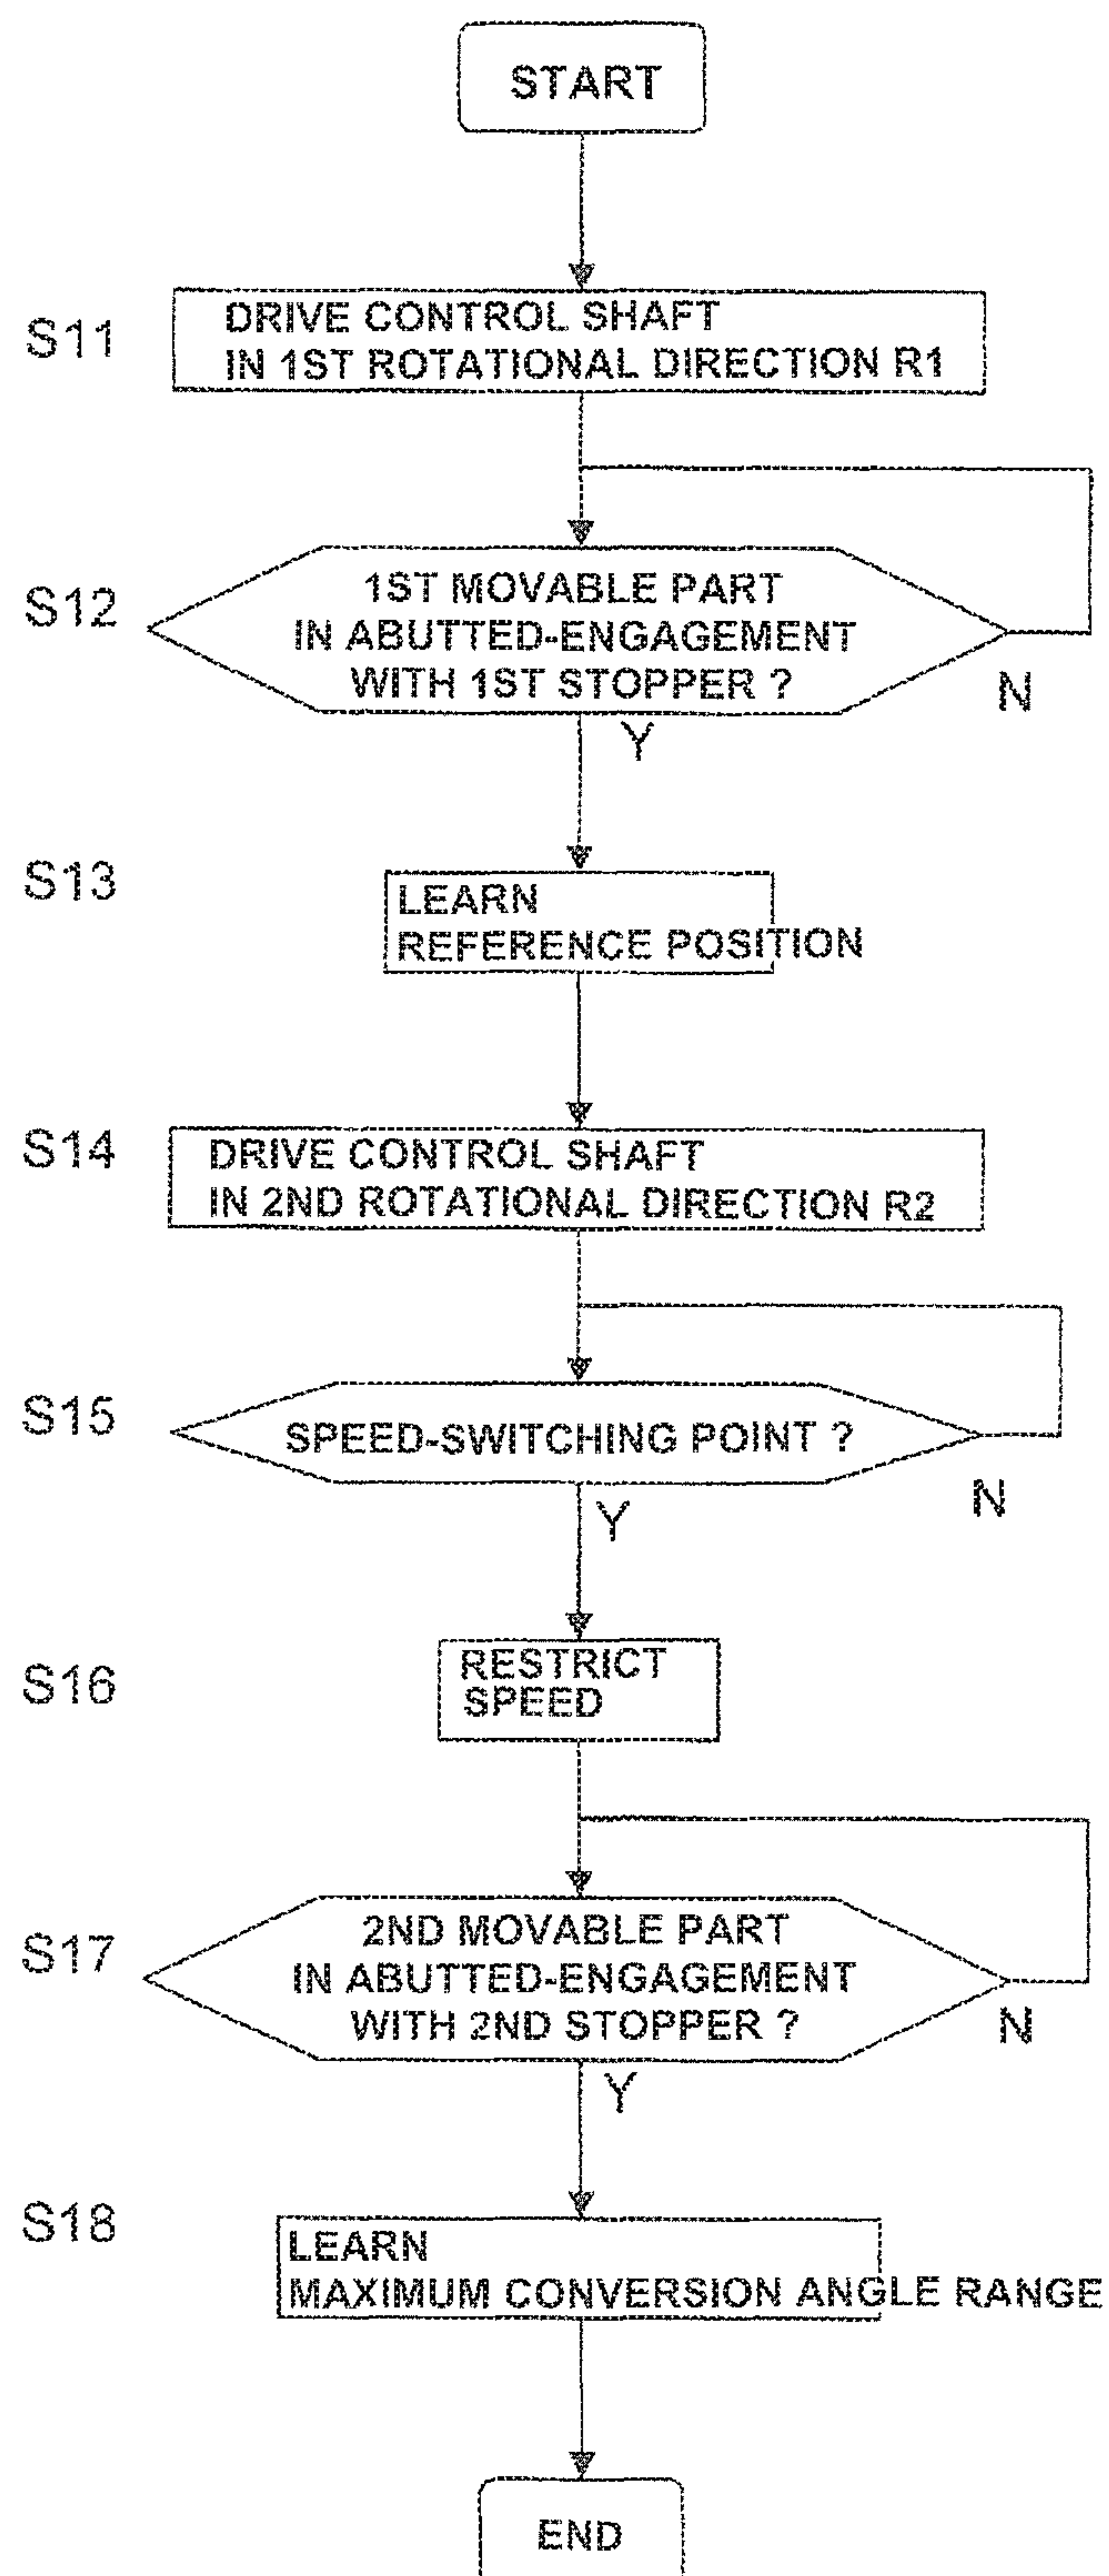 START
S11
DRIVE CONTROL SHAFT
IN 1ST ROTATIONAL DIRECTION R1
S12
1ST MOVABLE PART
IN ABUTTED-ENGAGEMENT
WITH 1ST STOPPER ?
N
Y
S13
LEARN
REFERENCE POSITION
S14
DRIVE CONTROL SHAFT
IN 2ND ROTATIONAL DIRECTION R2
S15
SPEED-SWITCHING POINT ?
N
Y
S16
RESTRICT
SPEED
S17
2ND MOVABLE PART
IN ABUTTED-ENGAGEMENT
WITH 2ND STOPPER ?
N
Y
S18
LEARN
MAXIMUM CONVERSION ANGLE RANGE
END